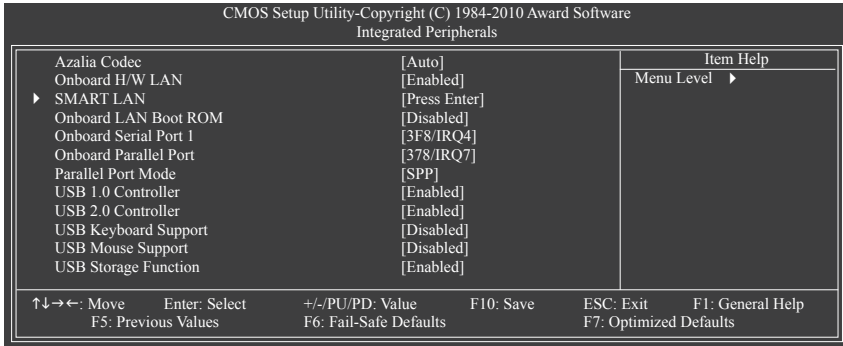 CMOS Setup Utility-Copyright (C) 1984-2010 Award Software
Integrated Peripherals
Azalia Codec [Auto]
Onboard H/W LAN [Enabled]
SMART LAN [Press Enter]
Onboard LAN Boot ROM [Disabled]
Onboard Serial Port 1 [3F8/IRQ4]
Onboard Parallel Port [378/IRQ7]
Parallel Port Mode [SPP]
USB 1.0 Controller [Enabled]
USB 2.0 Controller [Enabled]
USB Keyboard Support [Disabled]
USB Mouse Support [Disabled]
USB Storage Function [Enabled]
Item Help
Menu Level
↑↓→←: Move Enter: Select +/-/PU/PD: Value F10: Save ESC: Exit F1: General Help
F5: Previous Values F6: Fail-Safe Defaults F7: Optimized Defaults